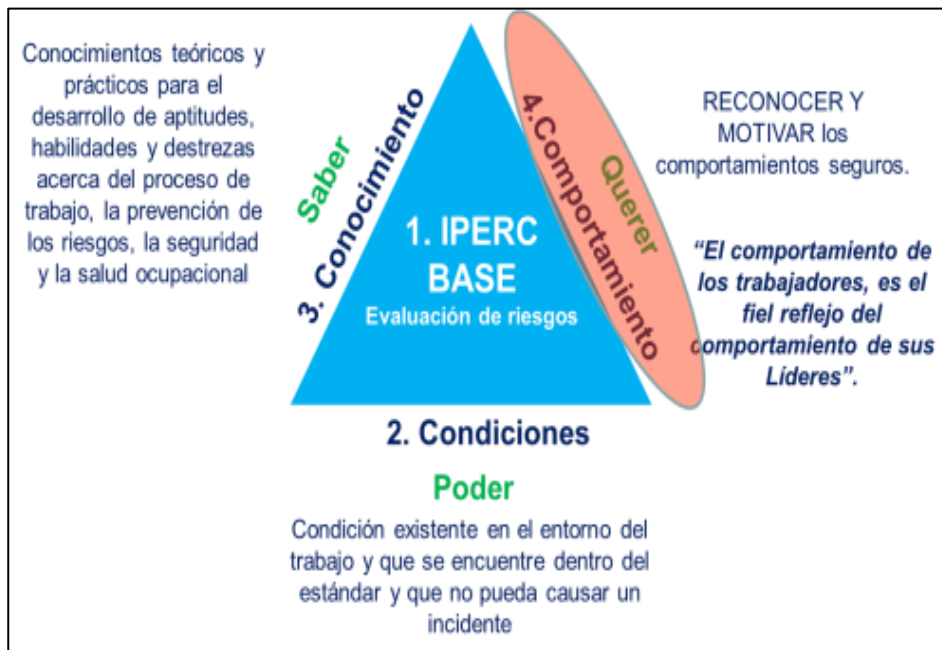 Conocimientos teóricos y
prácticos para el
desarrollo de aptitudes,
habilidades y destrezas
acerca del proceso de
trabajo, la prevención de
los riesgos, la seguridad
y la salud ocupacional
Saber
3. Conocimiento
1. IPERC
BASE
Evaluación de riesgos
4.Comportamiento
Querer
RECONOCER Y
MOTIVAR los
comportamientos seguros.
“El comportamiento de
los trabajadores, es el
fiel reflejo del
comportamiento de sus
Líderes”.
2. Condiciones
Poder
Condición existente en el entorno del
trabajo y que se encuentre dentro del
estándar y que no pueda causar un
incidente